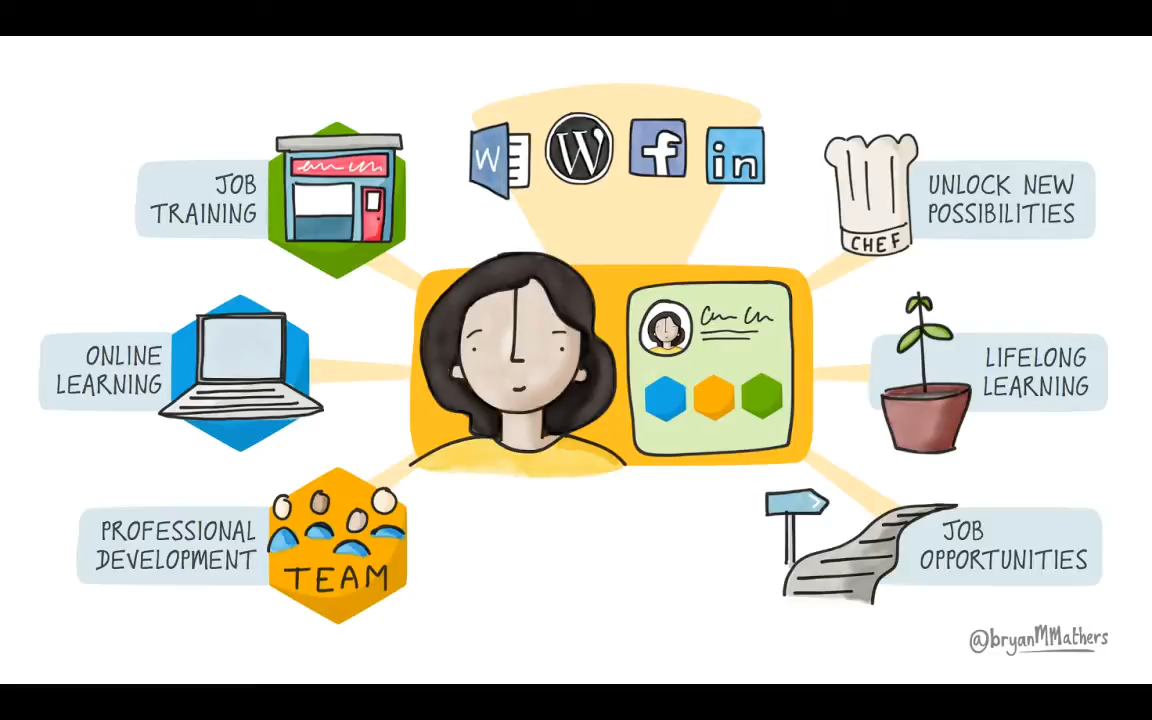 JOB
TRAINING
W
W
f
in
CHEF
UNLOCK NEW
POSSIBILITIES
ONLINE
LEARNING
LIFELONG
LEARNING
PROFESSIONAL
DEVELOPMENT
TEAM
JOB
OPPORTUNITIES
@bryanMMathers